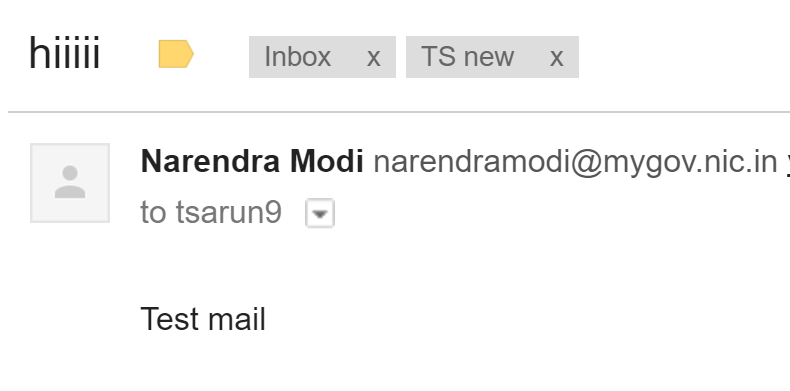 hiiiii Inbox x TS new x
Narendra Modi narendramodi@mygov.nic.in
to tsarun9
Test mail